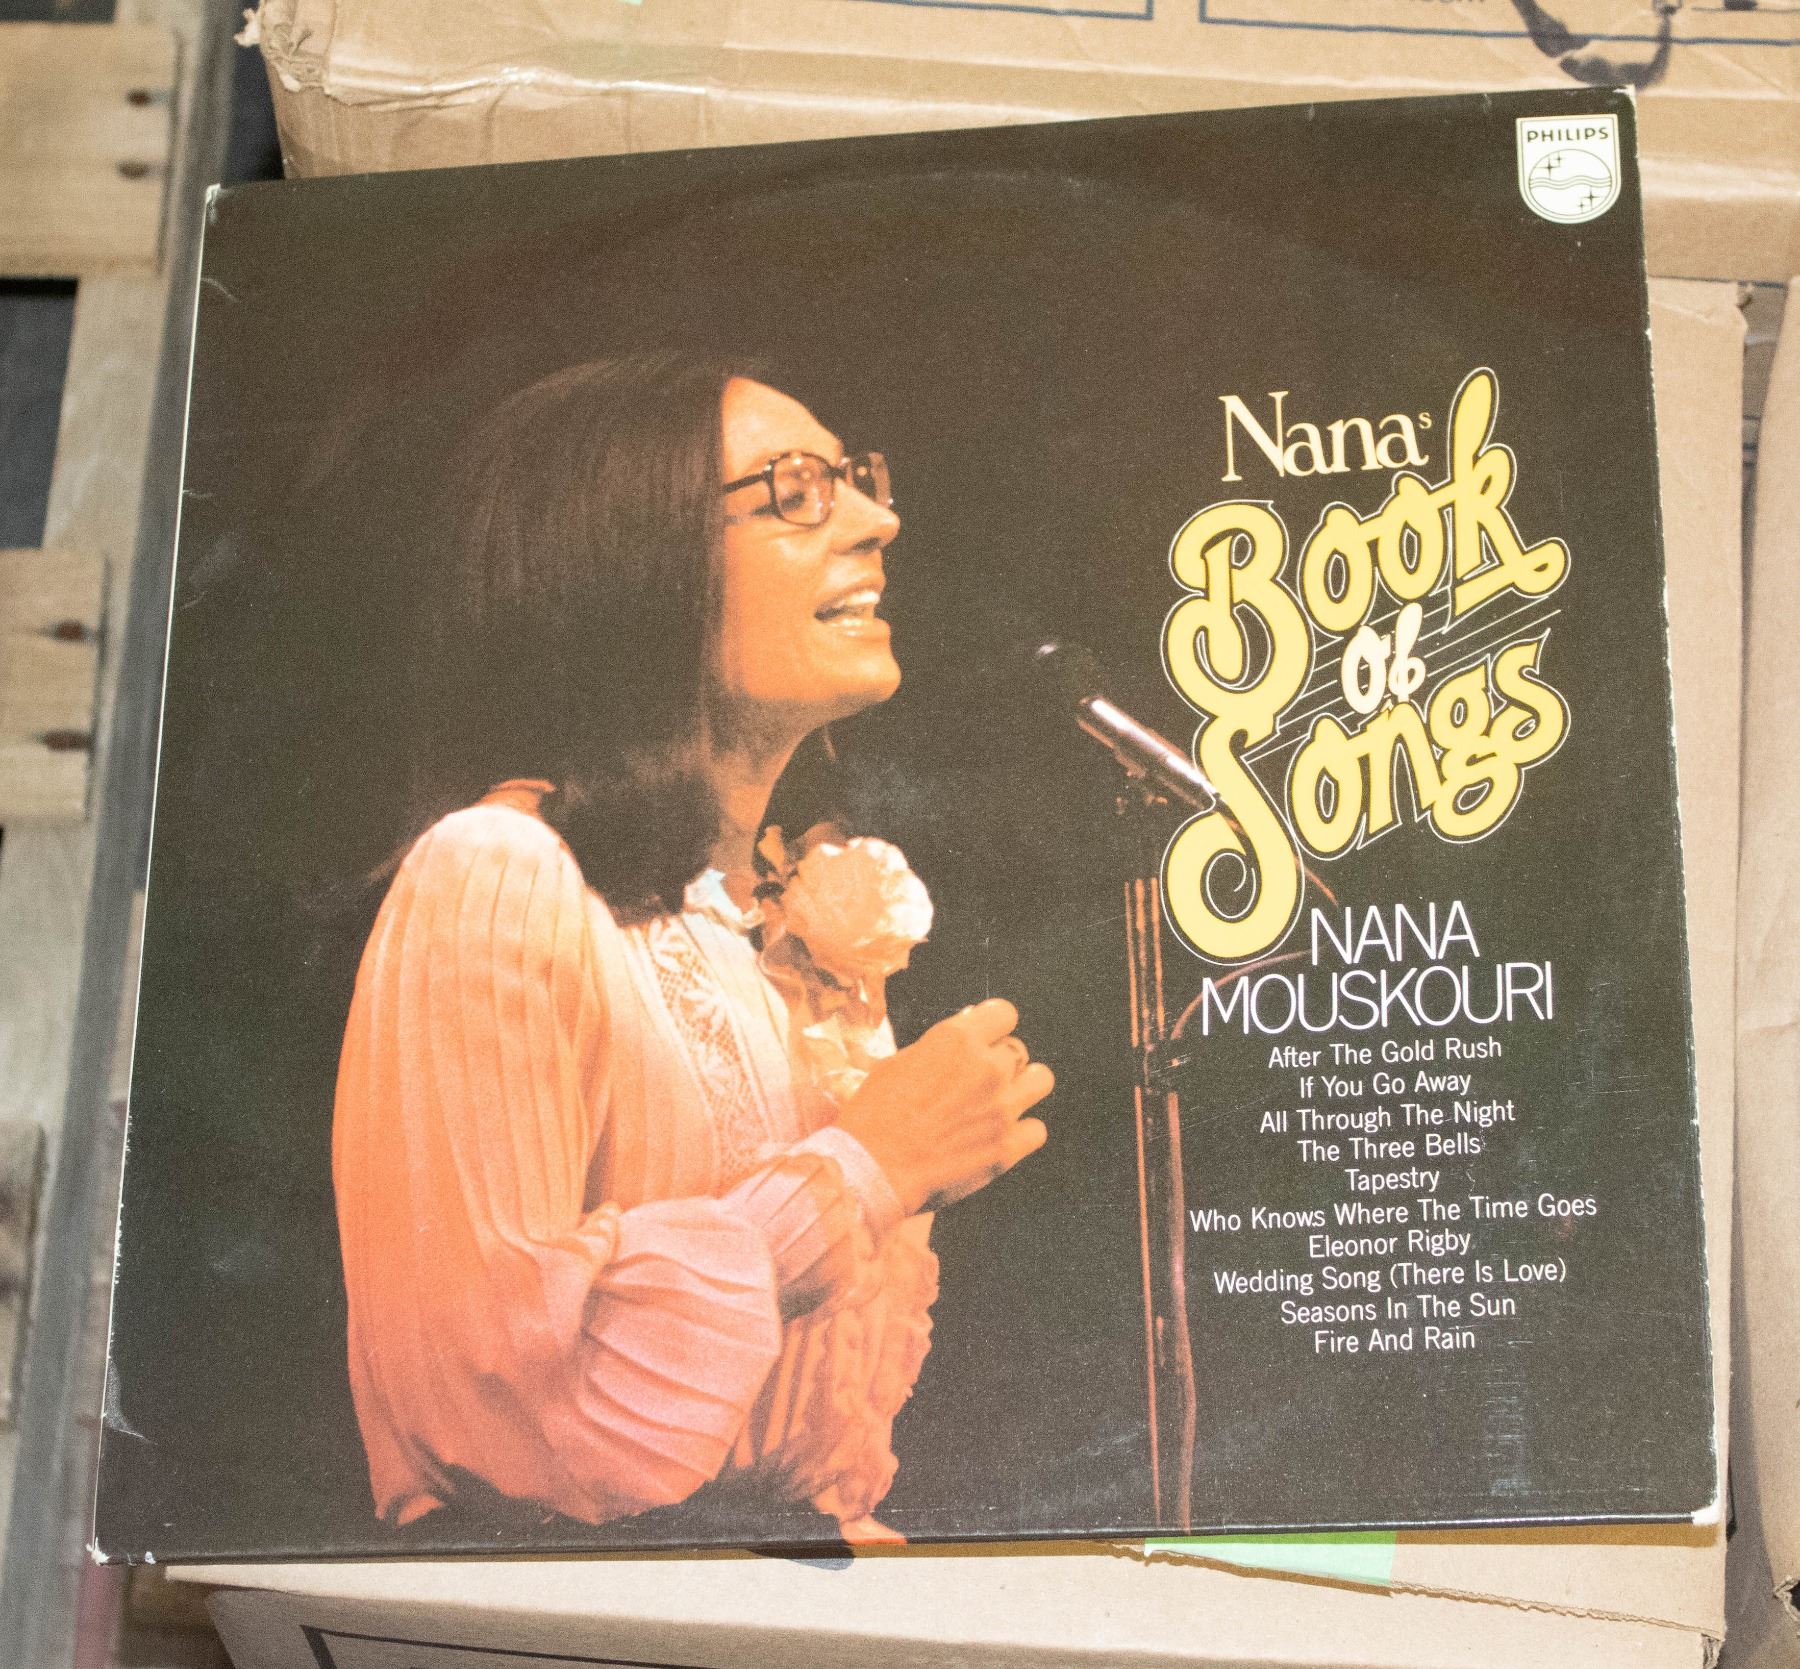 PHILIPS
Nanas
Book
of
Songs
NANA
MOUSKOURI
After The Gold Rush
If You Go Away
All Through The Night
The Three Bells
Tapestry
Who Knows Where The Time Goes
Eleonor Rigby
Wedding Song (There Is Love)
Seasons In The Sun
Fire And Rain